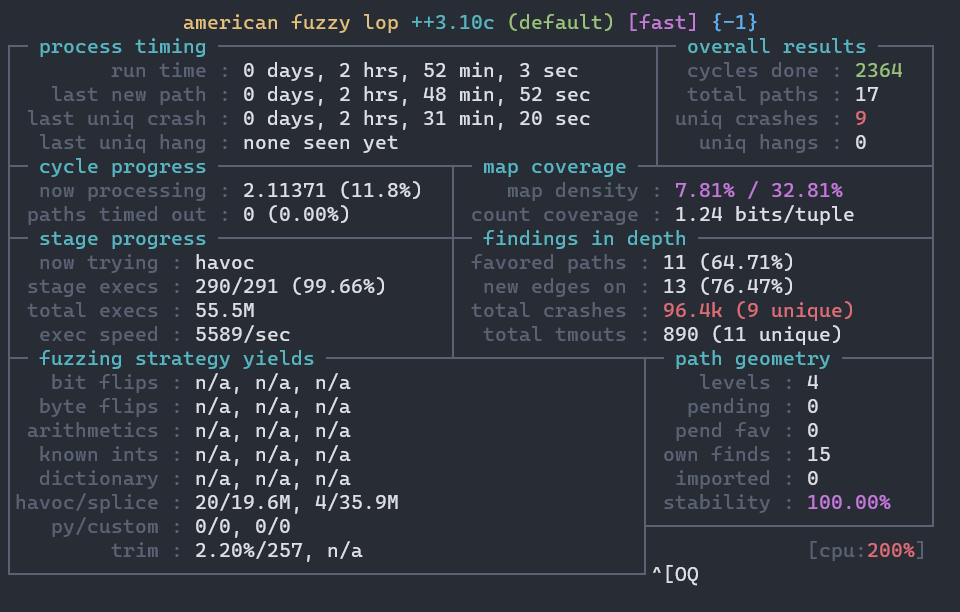 american fuzzy lop ++3.10c (default) [fast] {-1}
process timing
overall results
run time : 0 days, 2 hrs, 52 min, 3 sec
cycles done : 2364
last new path : 0 days, 2 hrs, 48 min, 52 sec
total paths : 17
last uniq crash : 0 days, 2 hrs, 31 min, 20 sec
uniq crashes : 9
last uniq hang : none seen yet
uniq hangs : 0
cycle progress
map coverage
now processing : 2.11371 (11.8%)
map density : 7.81% / 32.81%
paths timed out : 0 (0.00%)
count coverage : 1.24 bits/tuple
stage progress
findings in depth
now trying : havoc
favored paths : 11 (64.71%)
stage execs : 290/291 (99.66%)
new edges on : 13 (76.47%)
total execs : 55.5M
total crashes : 96.4k (9 unique)
exec speed : 5589/sec
total tmouts : 890 (11 unique)
fuzzing strategy yields
path geometry
bit flips : n/a, n/a, n/a
levels : 4
byte flips : n/a, n/a, n/a
pending : 0
arithmetics : n/a, n/a, n/a
pend fav : 0
known ints : n/a, n/a, n/a
own finds : 15
dictionary : n/a, n/a, n/a
imported : 0
havoc/splice : 20/19.6M, 4/35.9M
stability : 100.00%
py/custom : 0/0, 0/0
trim : 2.20%/257, n/a
[cpu:200%]
^[OQ